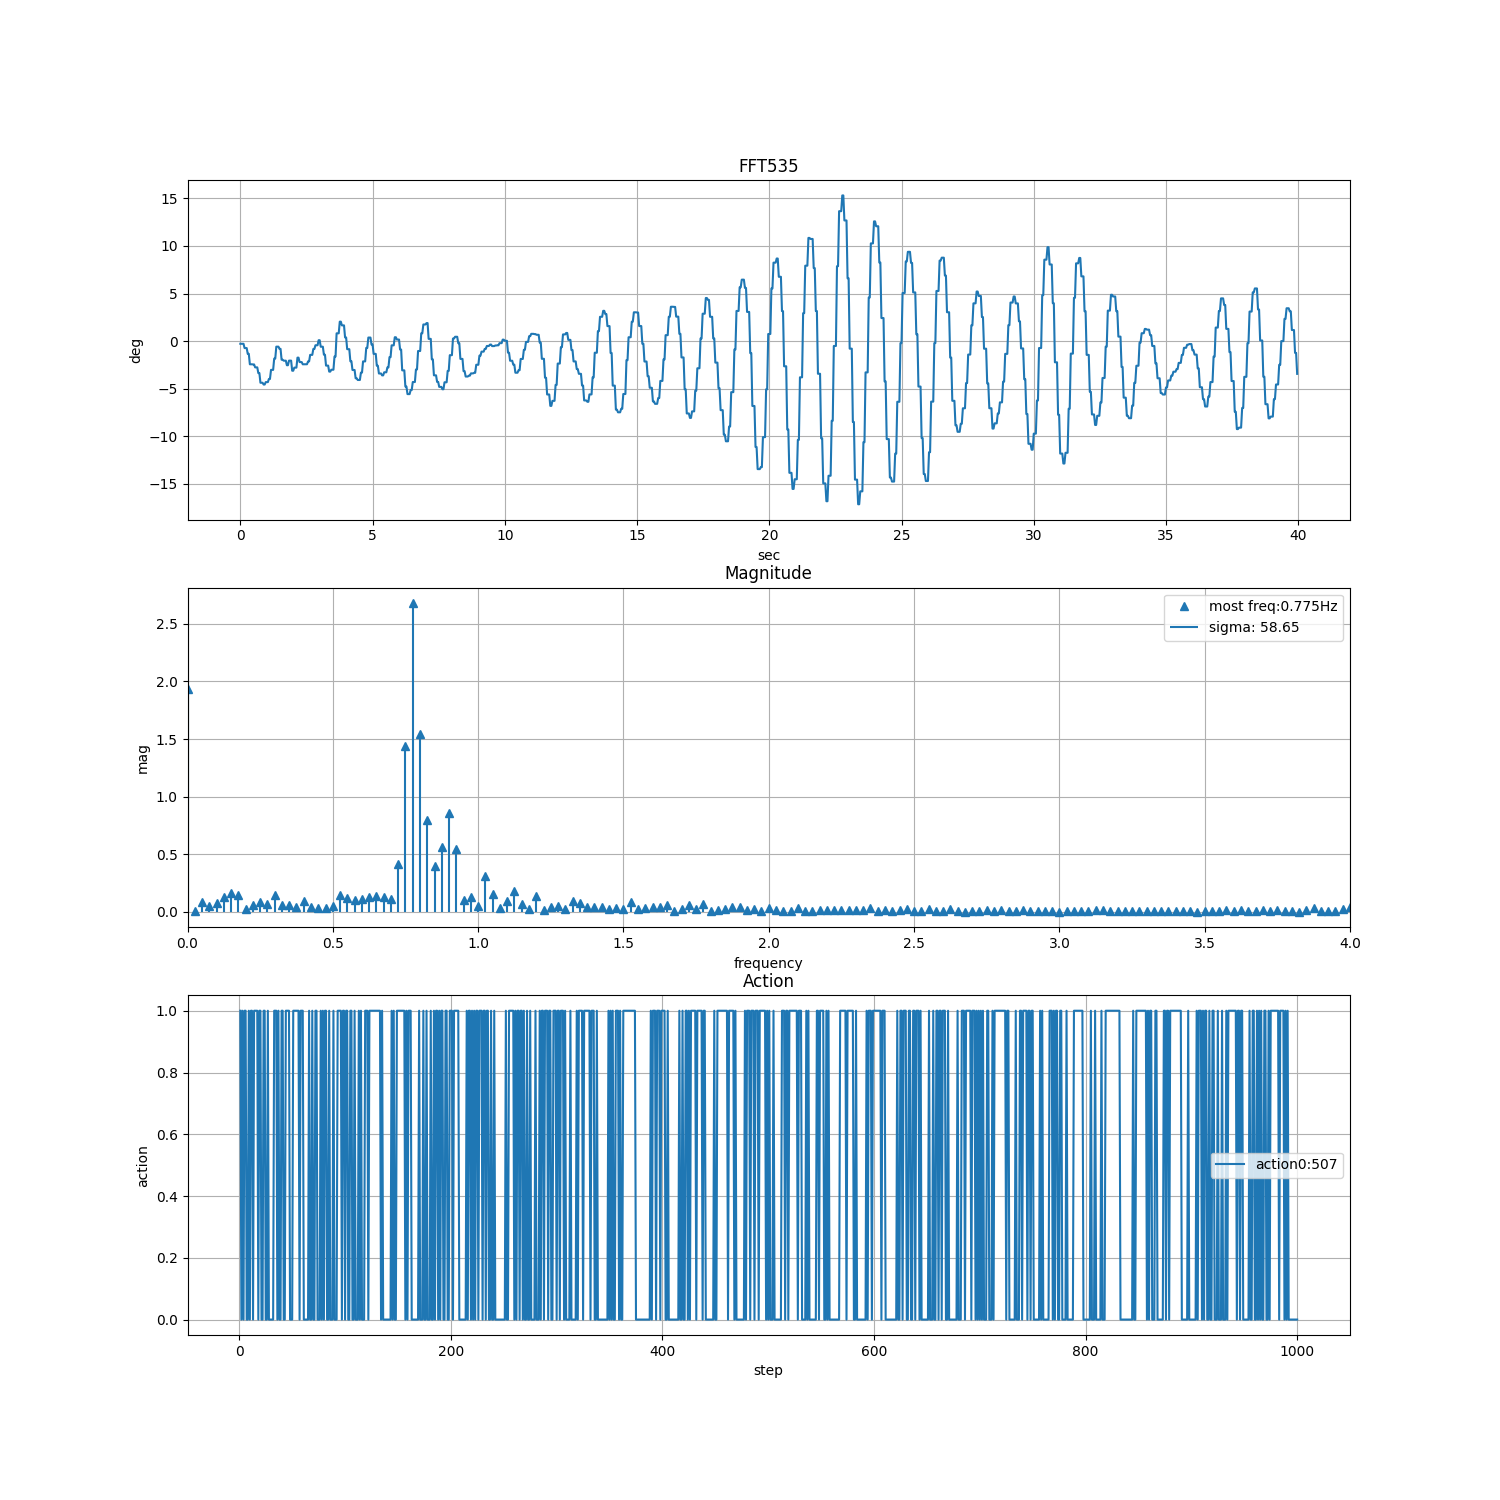 FFT535
15
10
5
0
−5
−10
−15
deg
0 5 10 15 20 25 30 35 40
sec
Magnitude
most freq:0.775Hz
sigma: 58.65
2.5
2.0
1.5
1.0
0.5
0.0
mag
0.0 0.5 1.0 1.5 2.0 2.5 3.0 3.5 4.0
frequency
Action
1.0
0.8
0.6
0.4
0.2
0.0
action
action0:507
0 200 400 600 800 1000
step